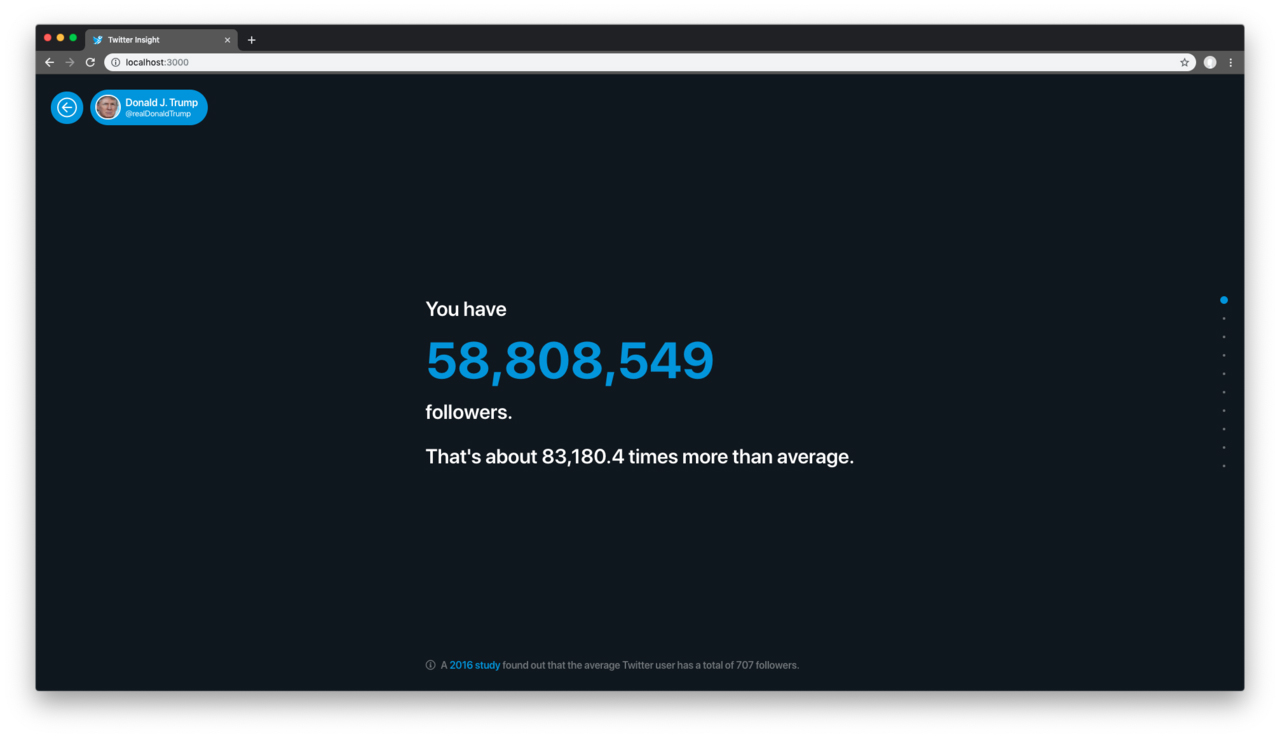 Twitter Insight
localhost:3000
Donald J. Trump
@realDonaldTrump
You have
58,808,549
followers.
That's about 83,180.4 times more than average.
A 2016 study found out that the average Twitter user has a total of 707 followers.